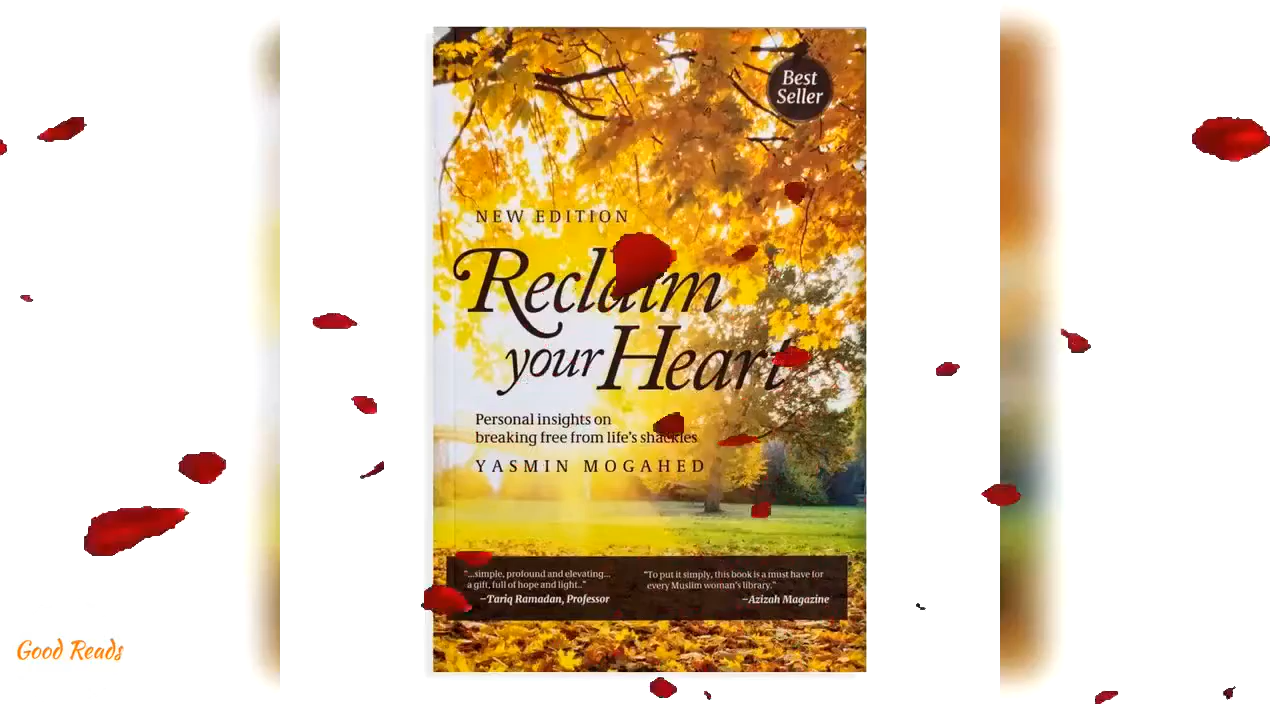 Best
Seller
NEW EDITION
Reclaim
your Heart
Personal insights on
breaking free from life's shackles
YASMIN MOGAHED
"...simple, profound and elevating...
a gift, full of hope and light.."
–Tariq Ramadan, Professor
"To put it simply, this book is a must have for
every Muslim woman's library."
–Azizah Magazine
Good Reads